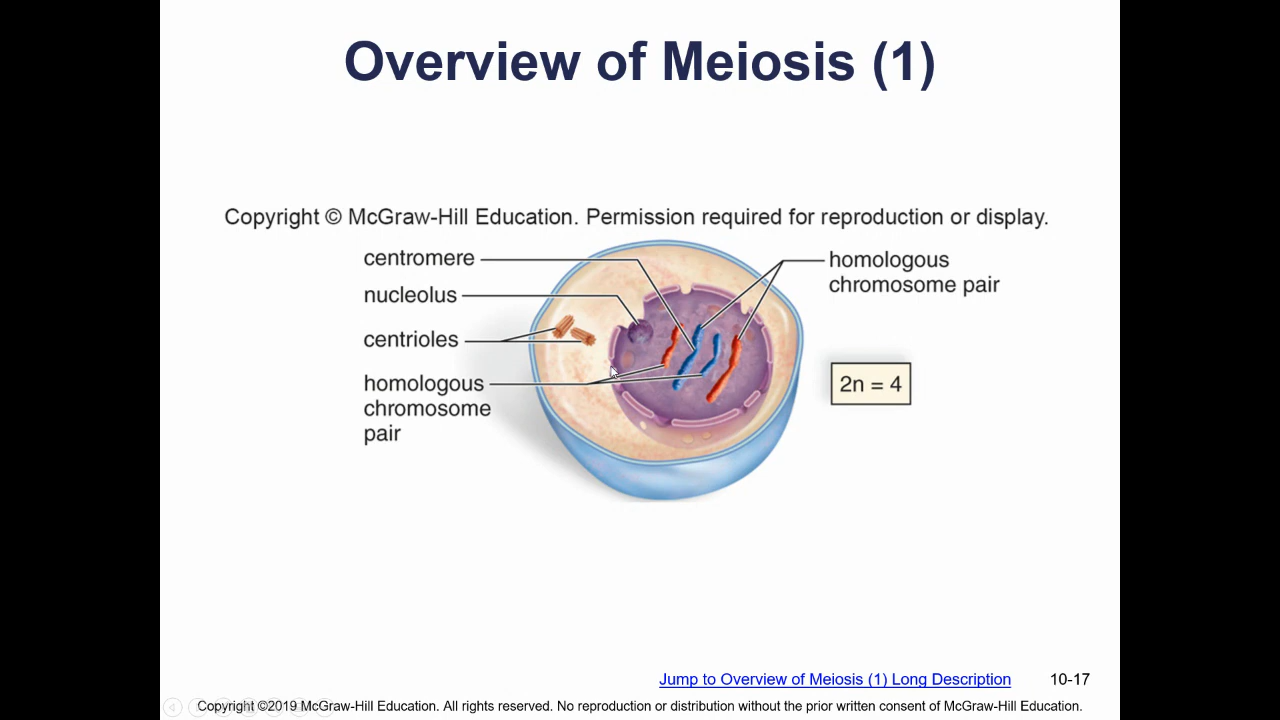 Overview of Meiosis (1)
Copyright © McGraw-Hill Education. Permission required for reproduction or display.
centromere
nucleolus
centrioles
homologous
chromosome
pair
homologous
chromosome pair
2n = 4
Jump to Overview of Meiosis (1) Long Description
10-17
Copyright ©2019 McGraw-Hill Education. All rights reserved. No reproduction or distribution without the prior written consent of McGraw-Hill Education.